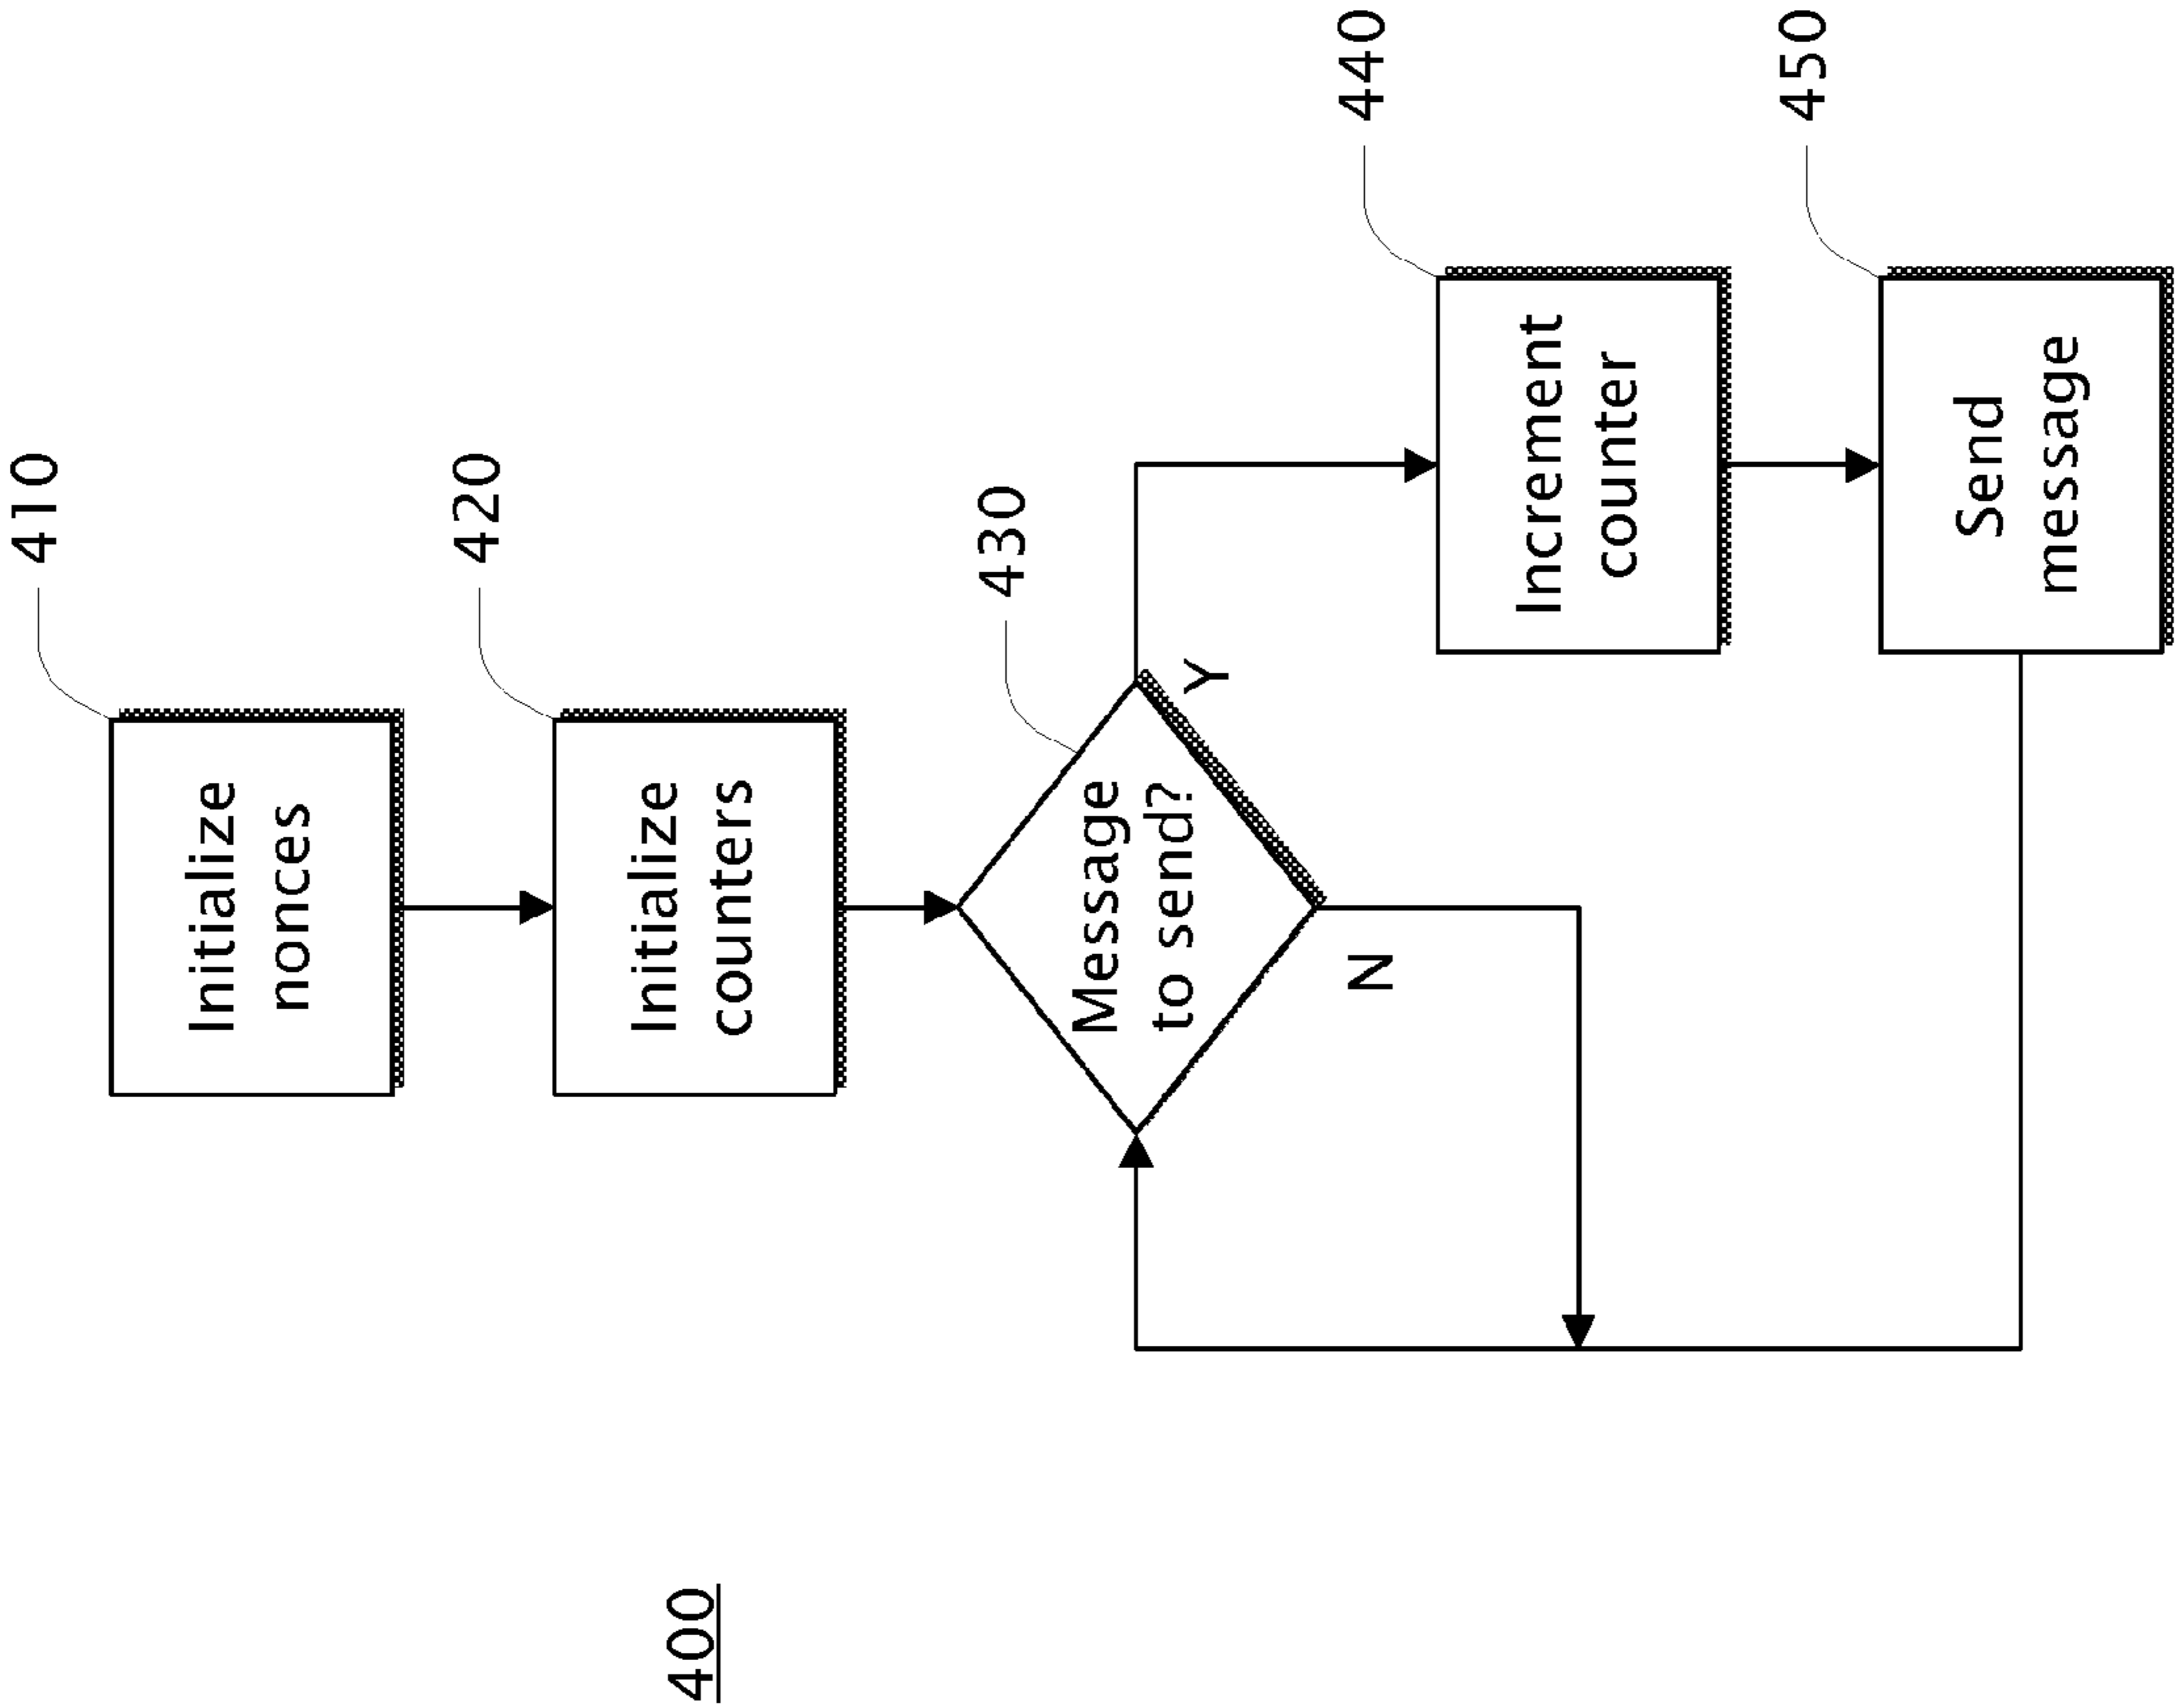 400
410
Initialize
nonces
420
Initialize
counters
430
Message
to send?
Y
N
440
Increment
counter
450
Send
message